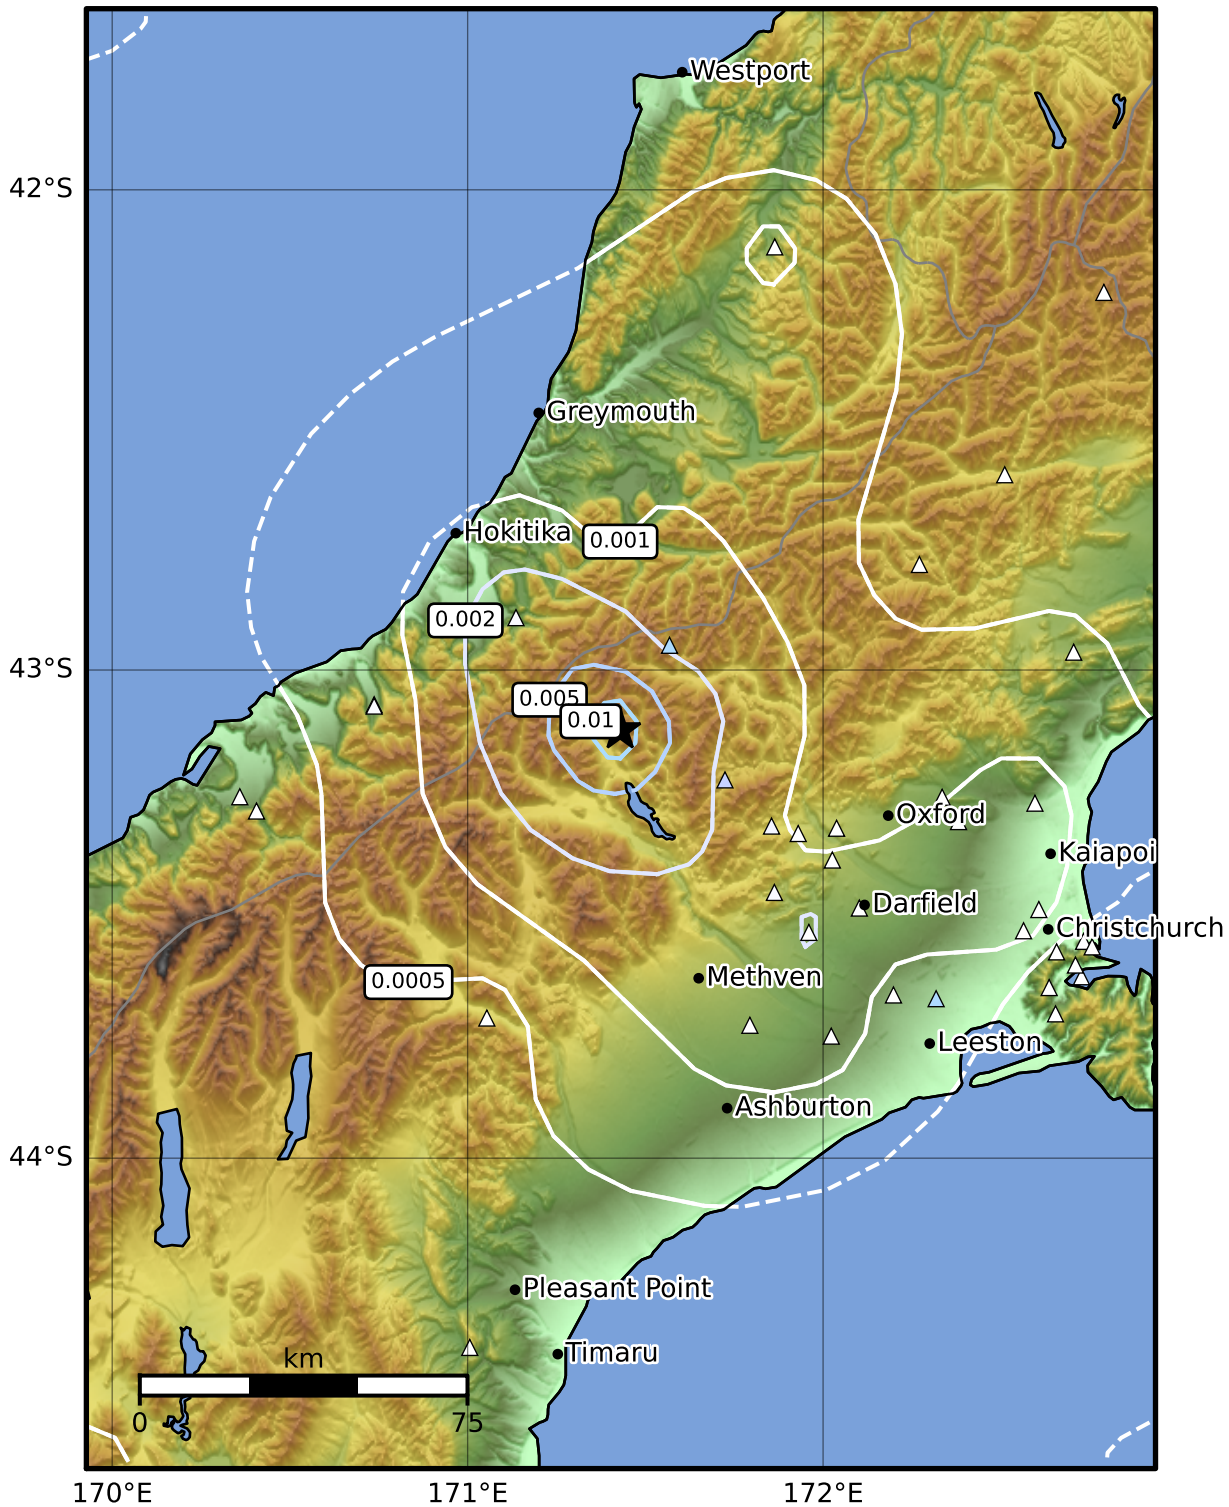 Westport
42°S
Greymouth
Hokitika
0.001
0.002
43°S
0.005
0.01
Oxford
Kaiapoi
Darfield
Christchurch
Methven
0.0005
Leeston
Ashburton
44°S
Pleasant Point
Timaru
km
0 75
170°E 171°E 172°E